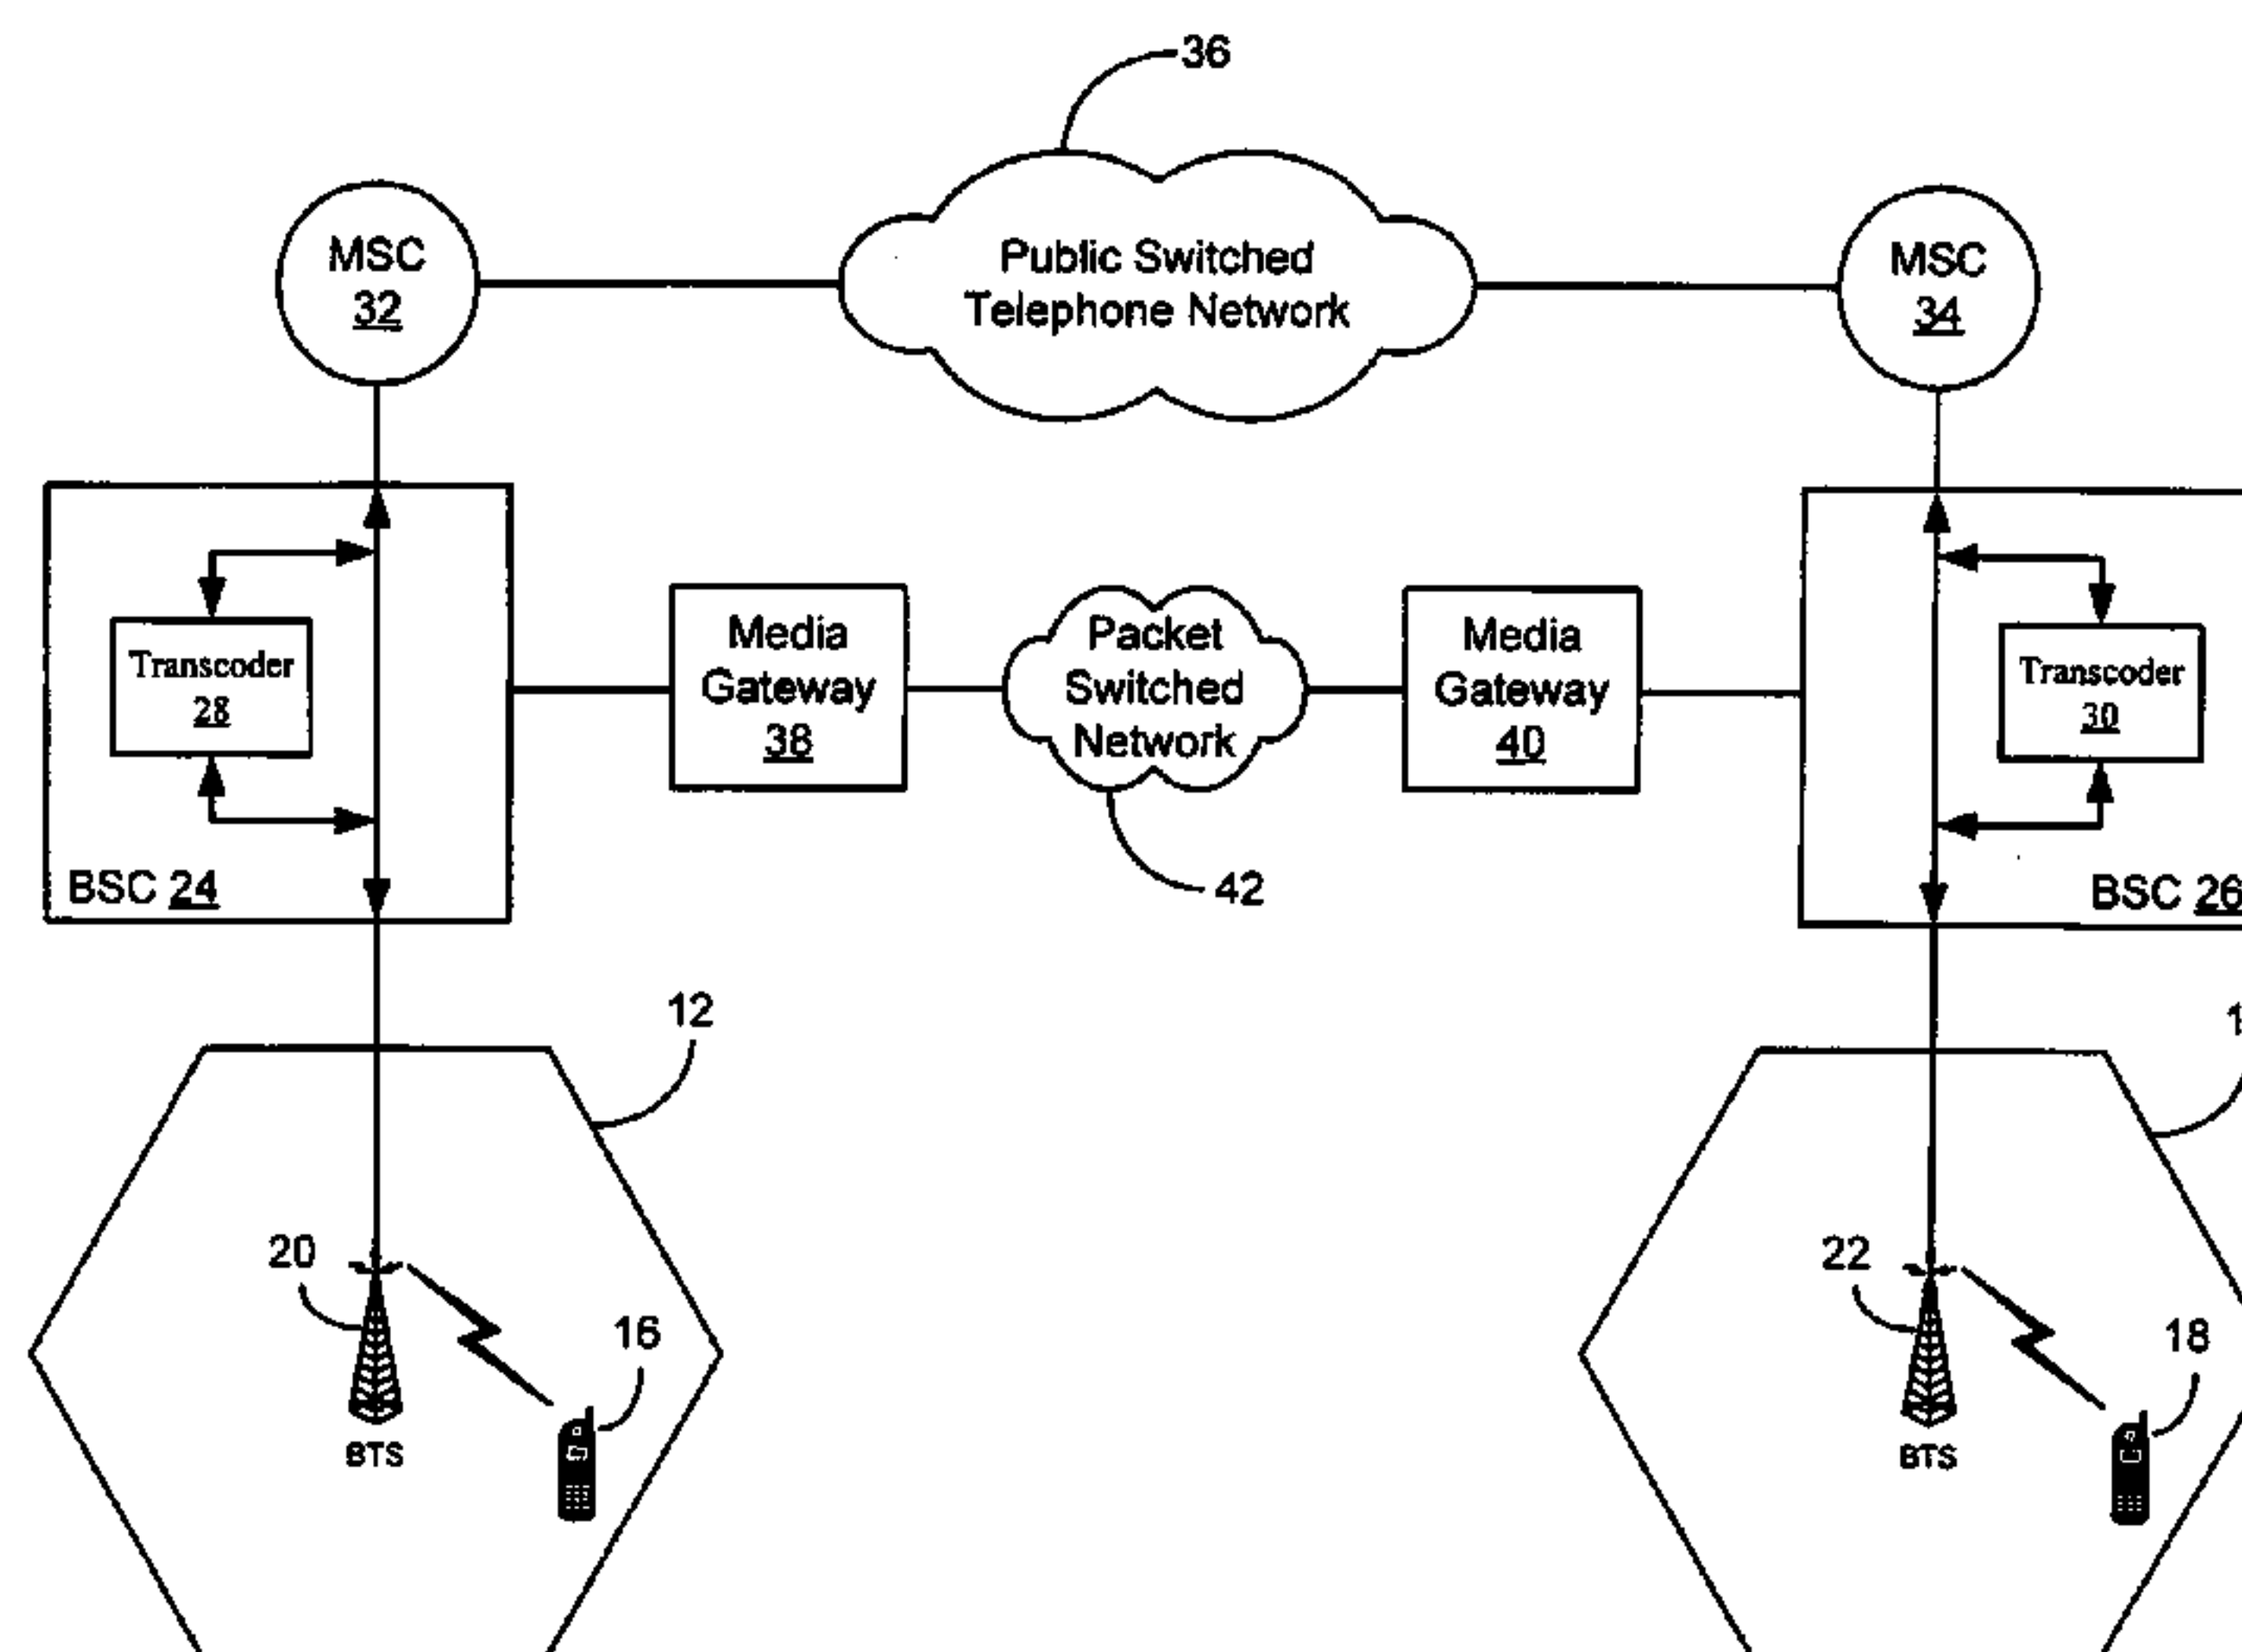 36
MSC
32
Public Switched
Telephone Network
MSC
34
Transcoder
28
BSC 24
Media
Gateway
38
Packet
Switched
Network
42
Media
Gateway
40
Transcoder
30
BSC 26
12
20
16
BTS
22
18
BTS